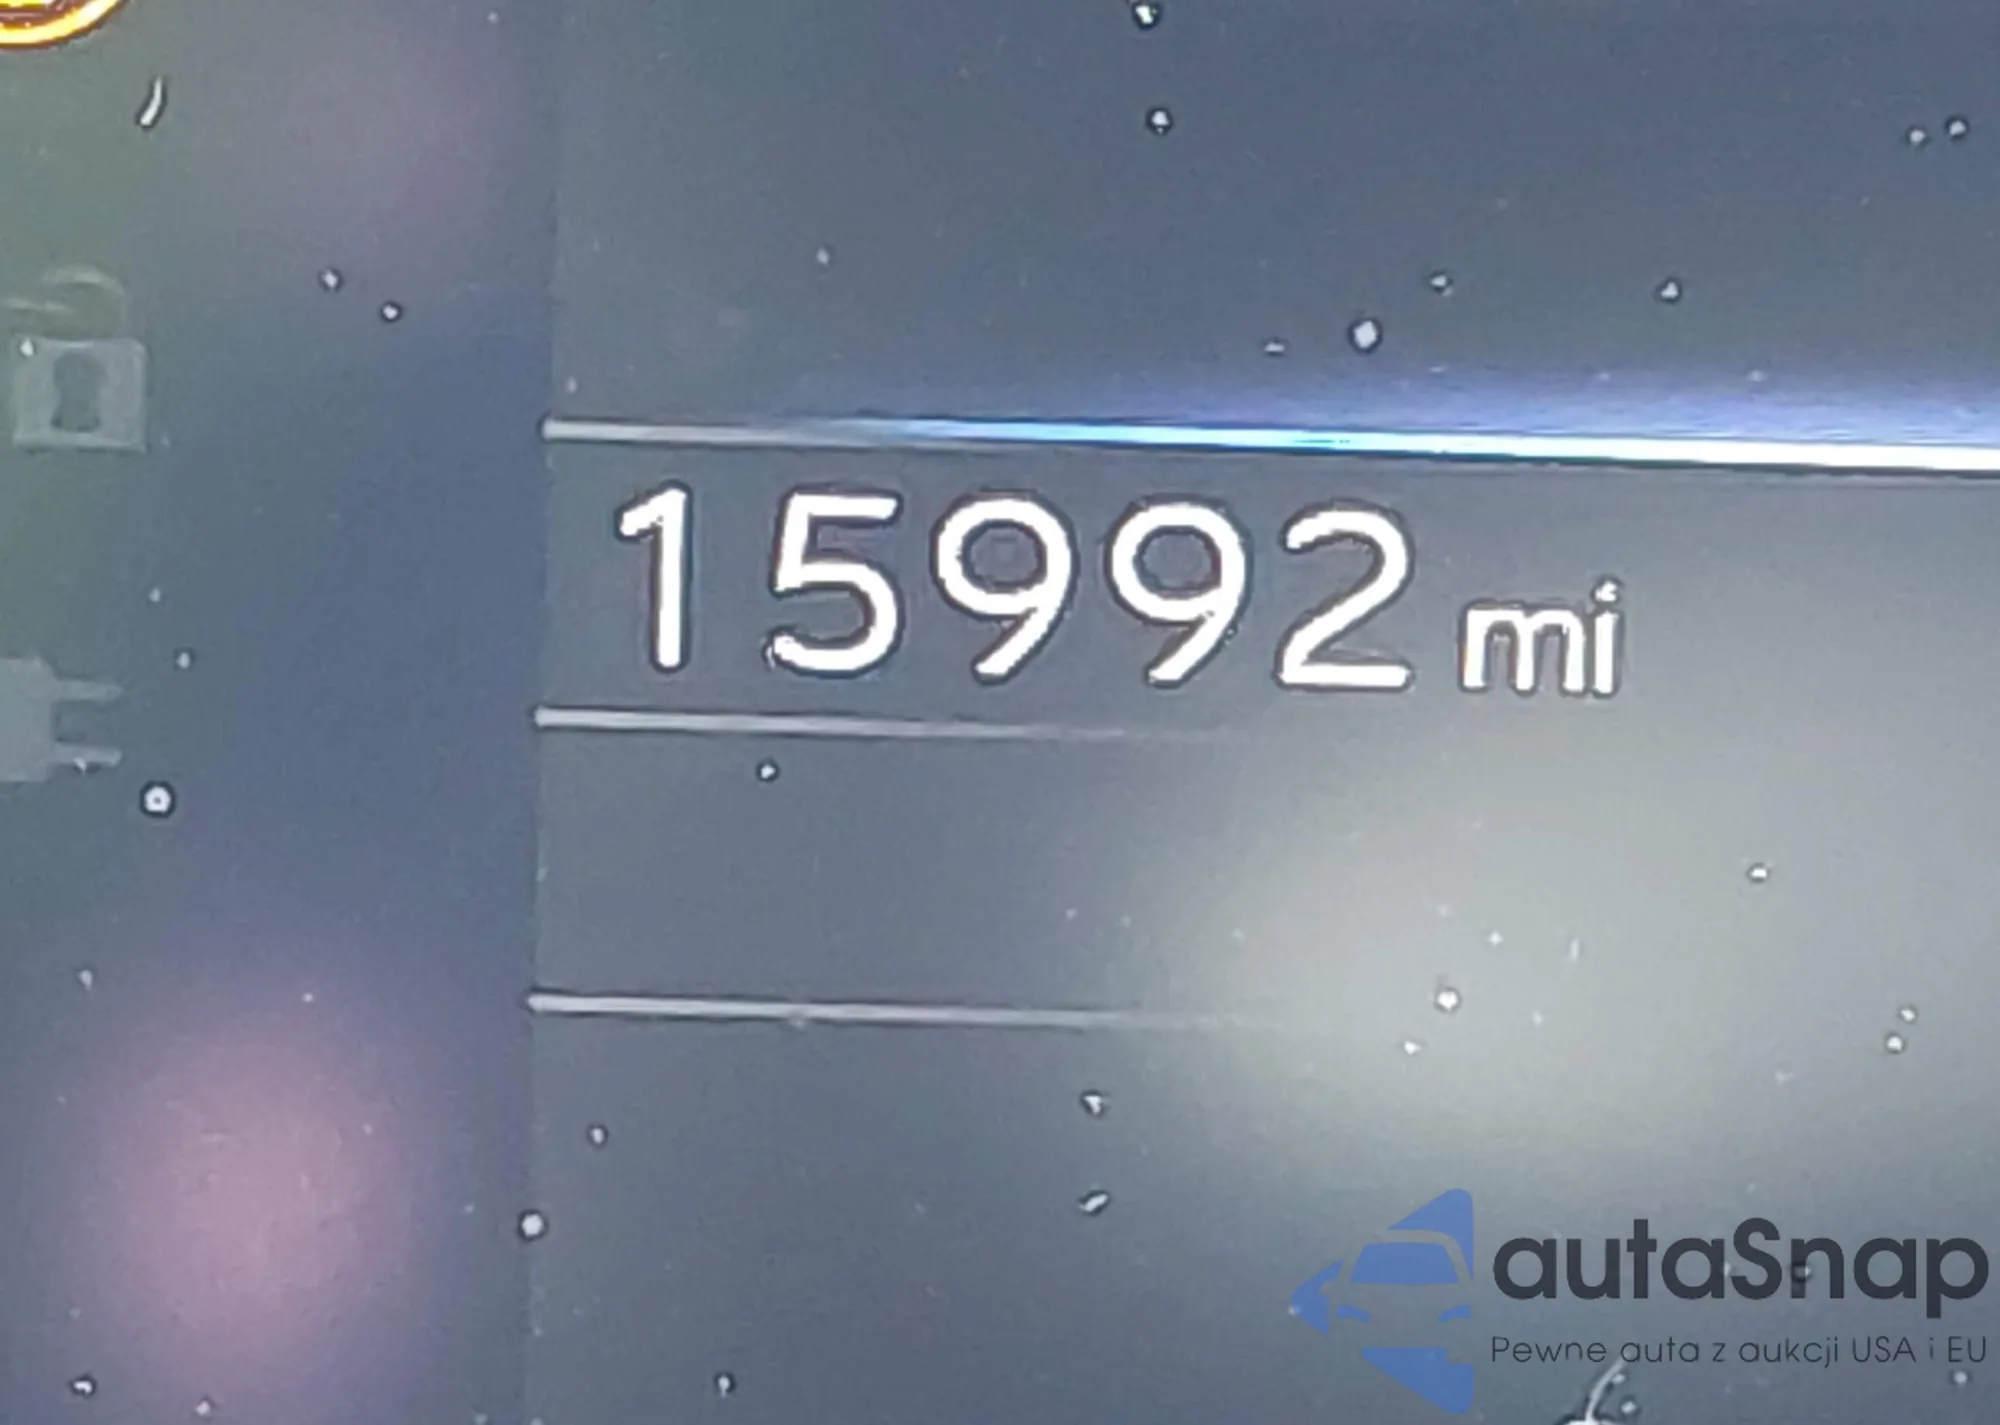 15992 mi
autaSnap
Pewne auta z aukcji USA i EU